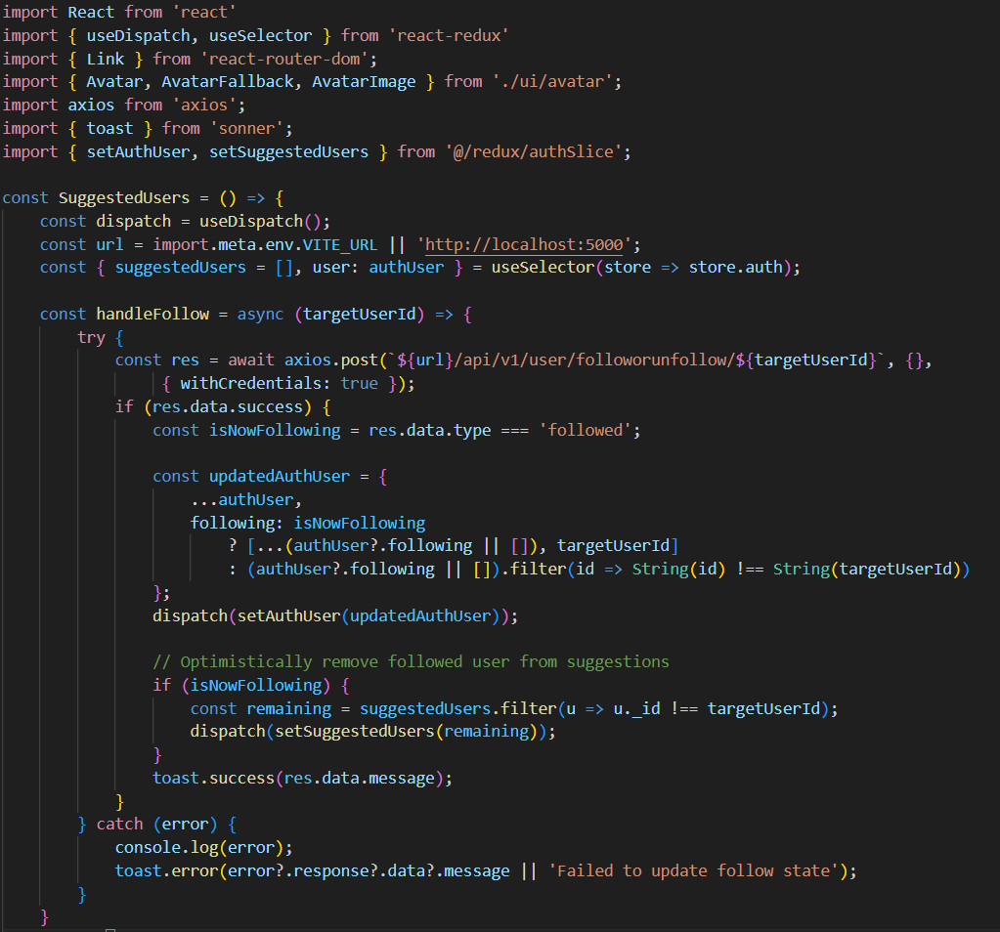 import React from 'react'
import { useDispatch, useSelector } from 'react-redux'
import { Link } from 'react-router-dom';
import { Avatar, AvatarFallback, AvatarImage } from './ui/avatar';
import axios from 'axios';
import { toast } from 'sonner';
import { setAuthUser, setSuggestedUsers } from '@/redux/authSlice';

const SuggestedUsers = () => {
    const dispatch = useDispatch();
    const url = import.meta.env.VITE_URL || 'http://localhost:5000';
    const { suggestedUsers = [], user: authUser } = useSelector(store => store.auth);

    const handleFollow = async (targetUserId) => {
        try {
            const res = await axios.post(`${url}/api/v1/user/followorunfollow/${targetUserId}`, {},
                 { withCredentials: true });
            if (res.data.success) {
                const isNowFollowing = res.data.type === 'followed';

                const updatedAuthUser = {
                    ...authUser,
                    following: isNowFollowing
                        ? [...(authUser?.following || []), targetUserId]
                        : (authUser?.following || []).filter(id => String(id) !== String(targetUserId))
                };
                dispatch(setAuthUser(updatedAuthUser));

                // Optimistically remove followed user from suggestions
                if (isNowFollowing) {
                    const remaining = suggestedUsers.filter(u => u._id !== targetUserId);
                    dispatch(setSuggestedUsers(remaining));
                }
                toast.success(res.data.message);
            }
        } catch (error) {
            console.log(error);
            toast.error(error?.response?.data?.message || 'Failed to update follow state');
        }
    }